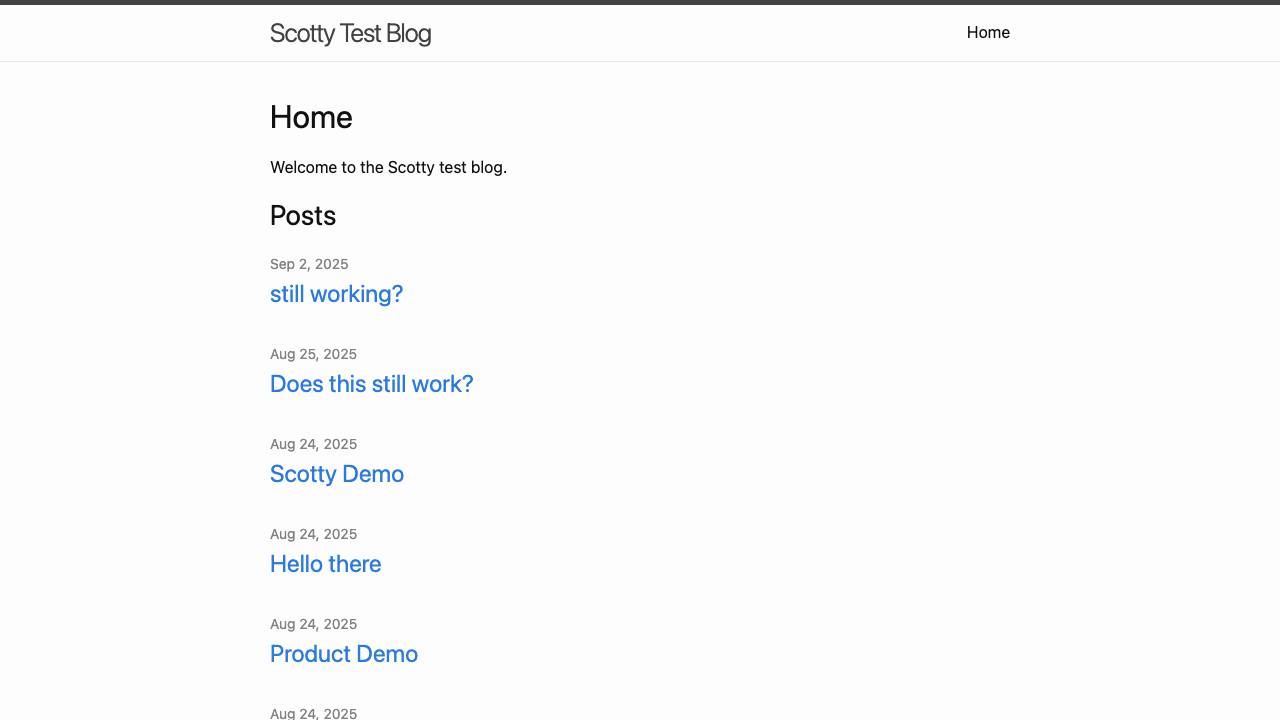 Scotty Test Blog
Home
Home
Welcome to the Scotty test blog.
Posts
Sep 2, 2025
still working?
Aug 25, 2025
Does this still work?
Aug 24, 2025
Scotty Demo
Aug 24, 2025
Hello there
Aug 24, 2025
Product Demo
Aug 24, 2025